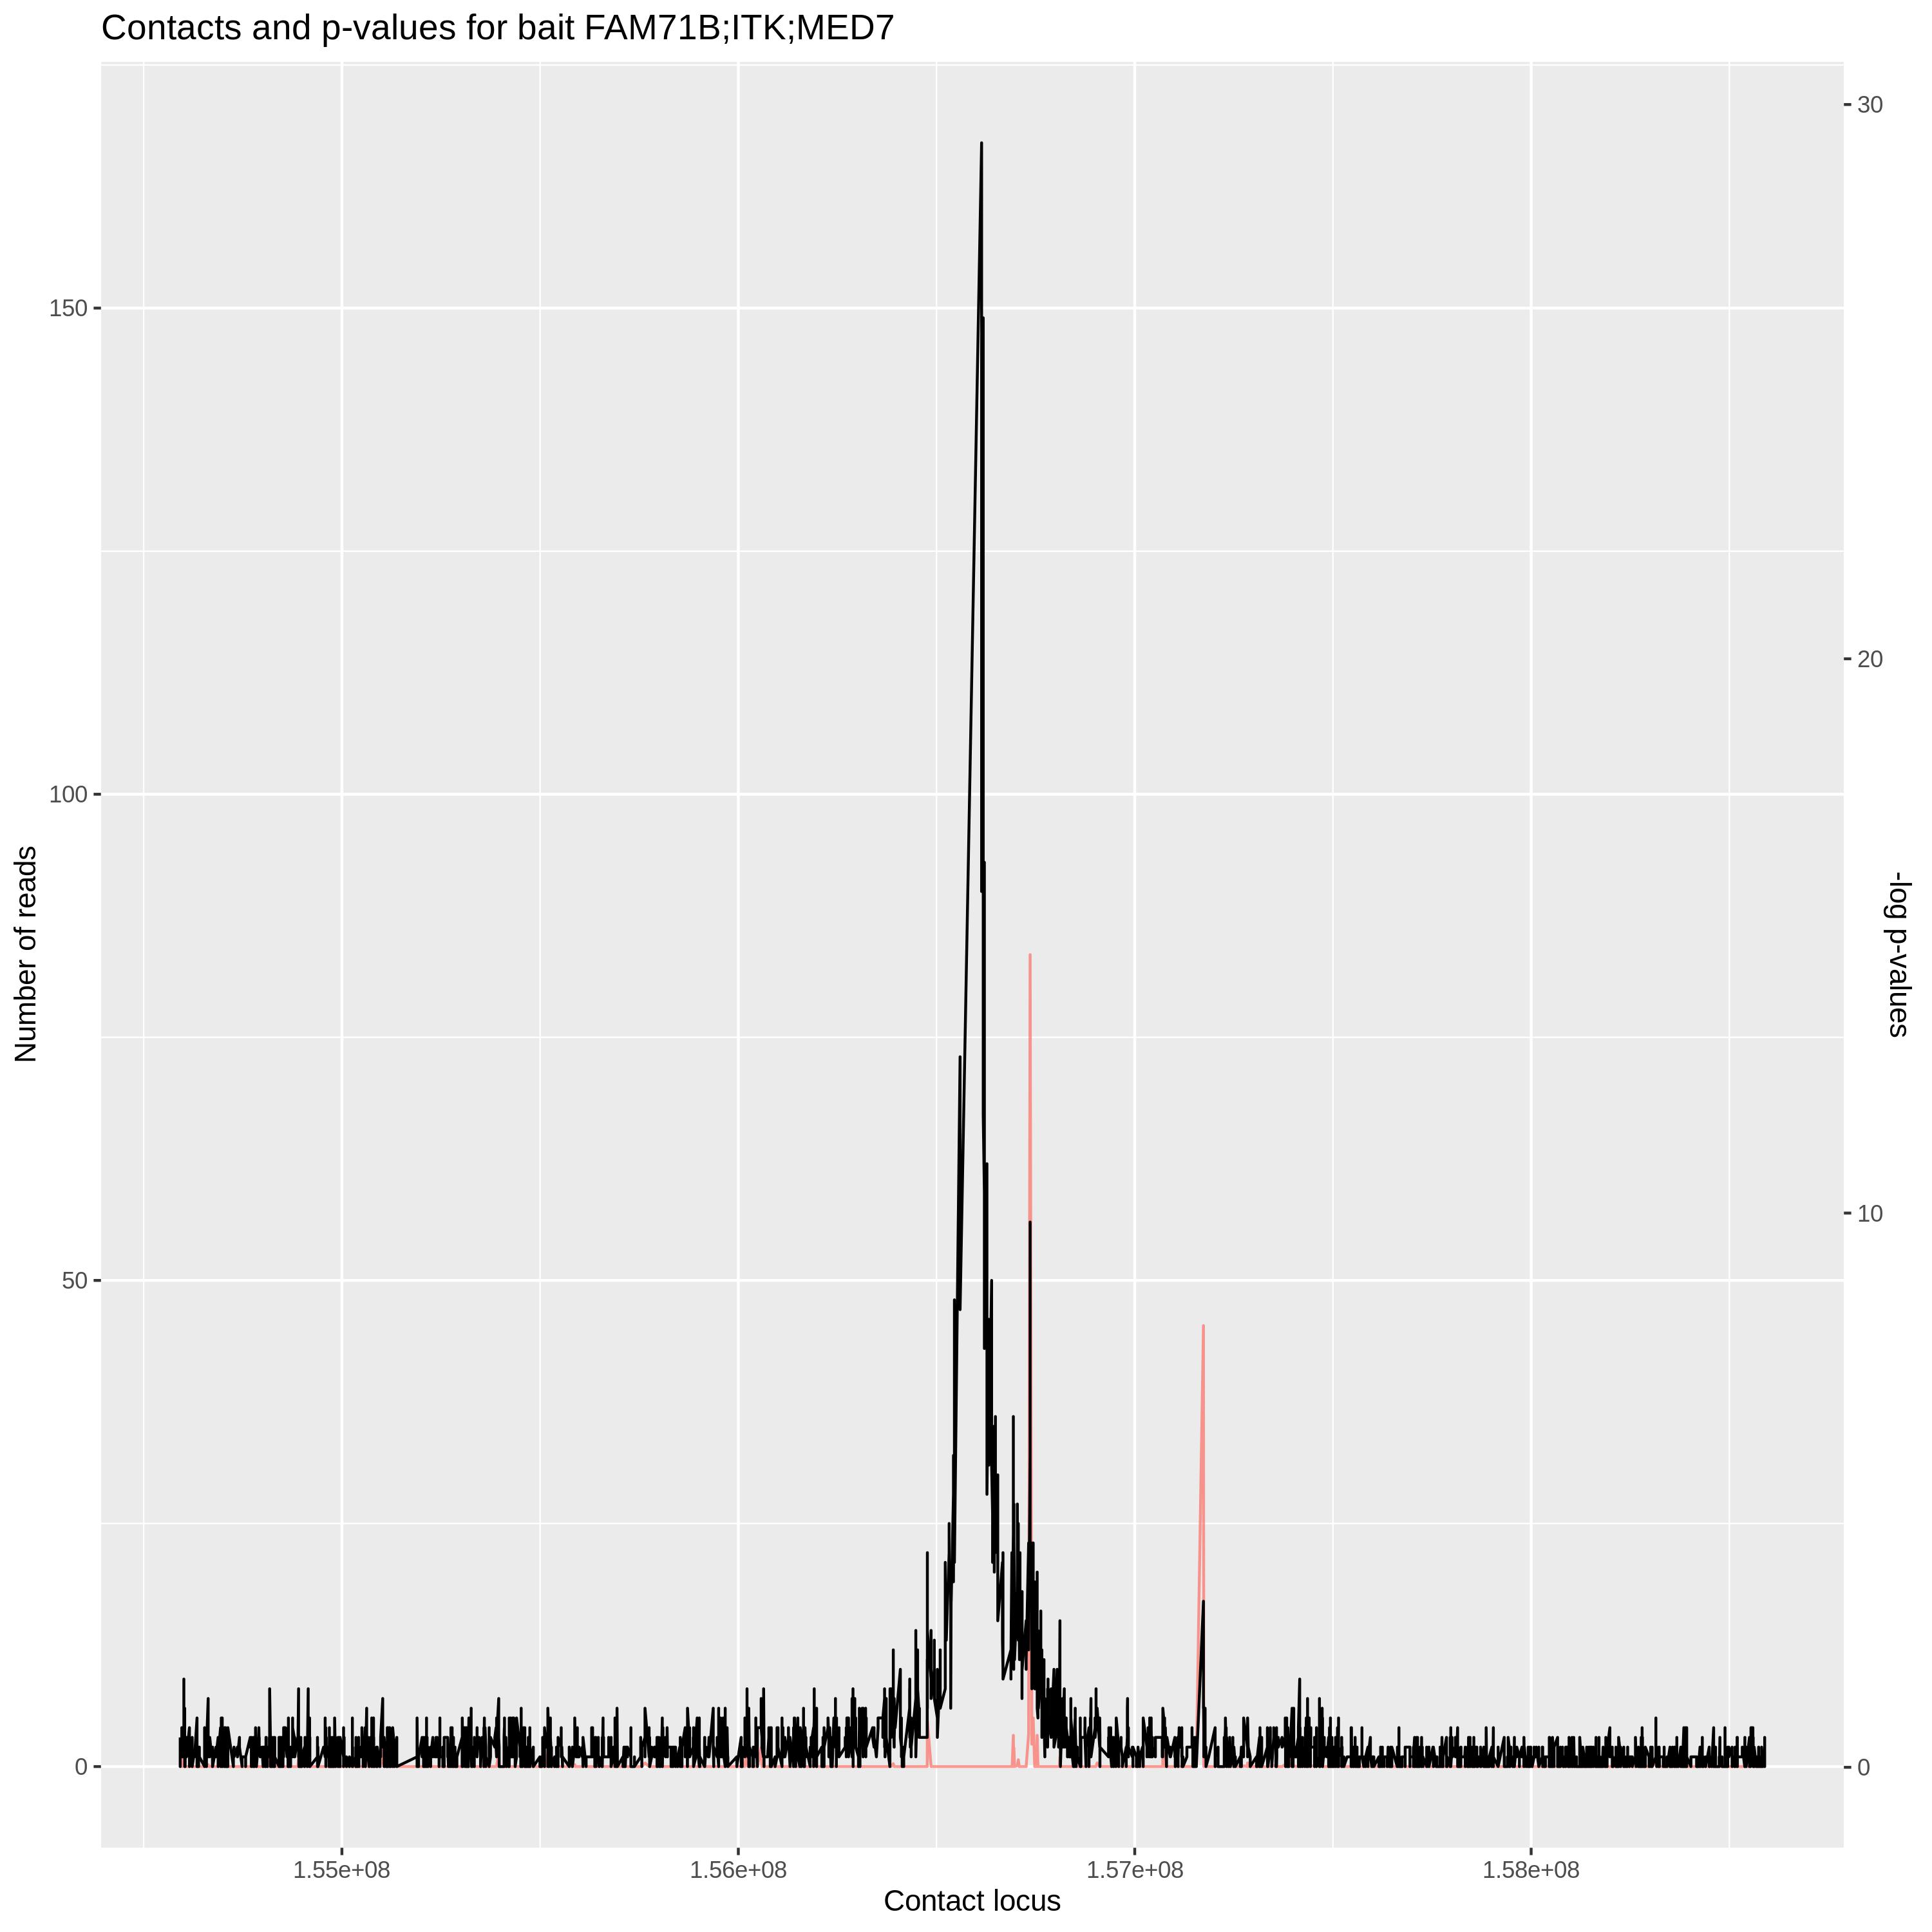 Contacts and p-values for bait FAM71B;ITK;MED7
30
150
20
100
Number of reads
-log p-values
10
50
0
0
1.55e+08
1.56e+08
1.57e+08
1.58e+08
Contact locus